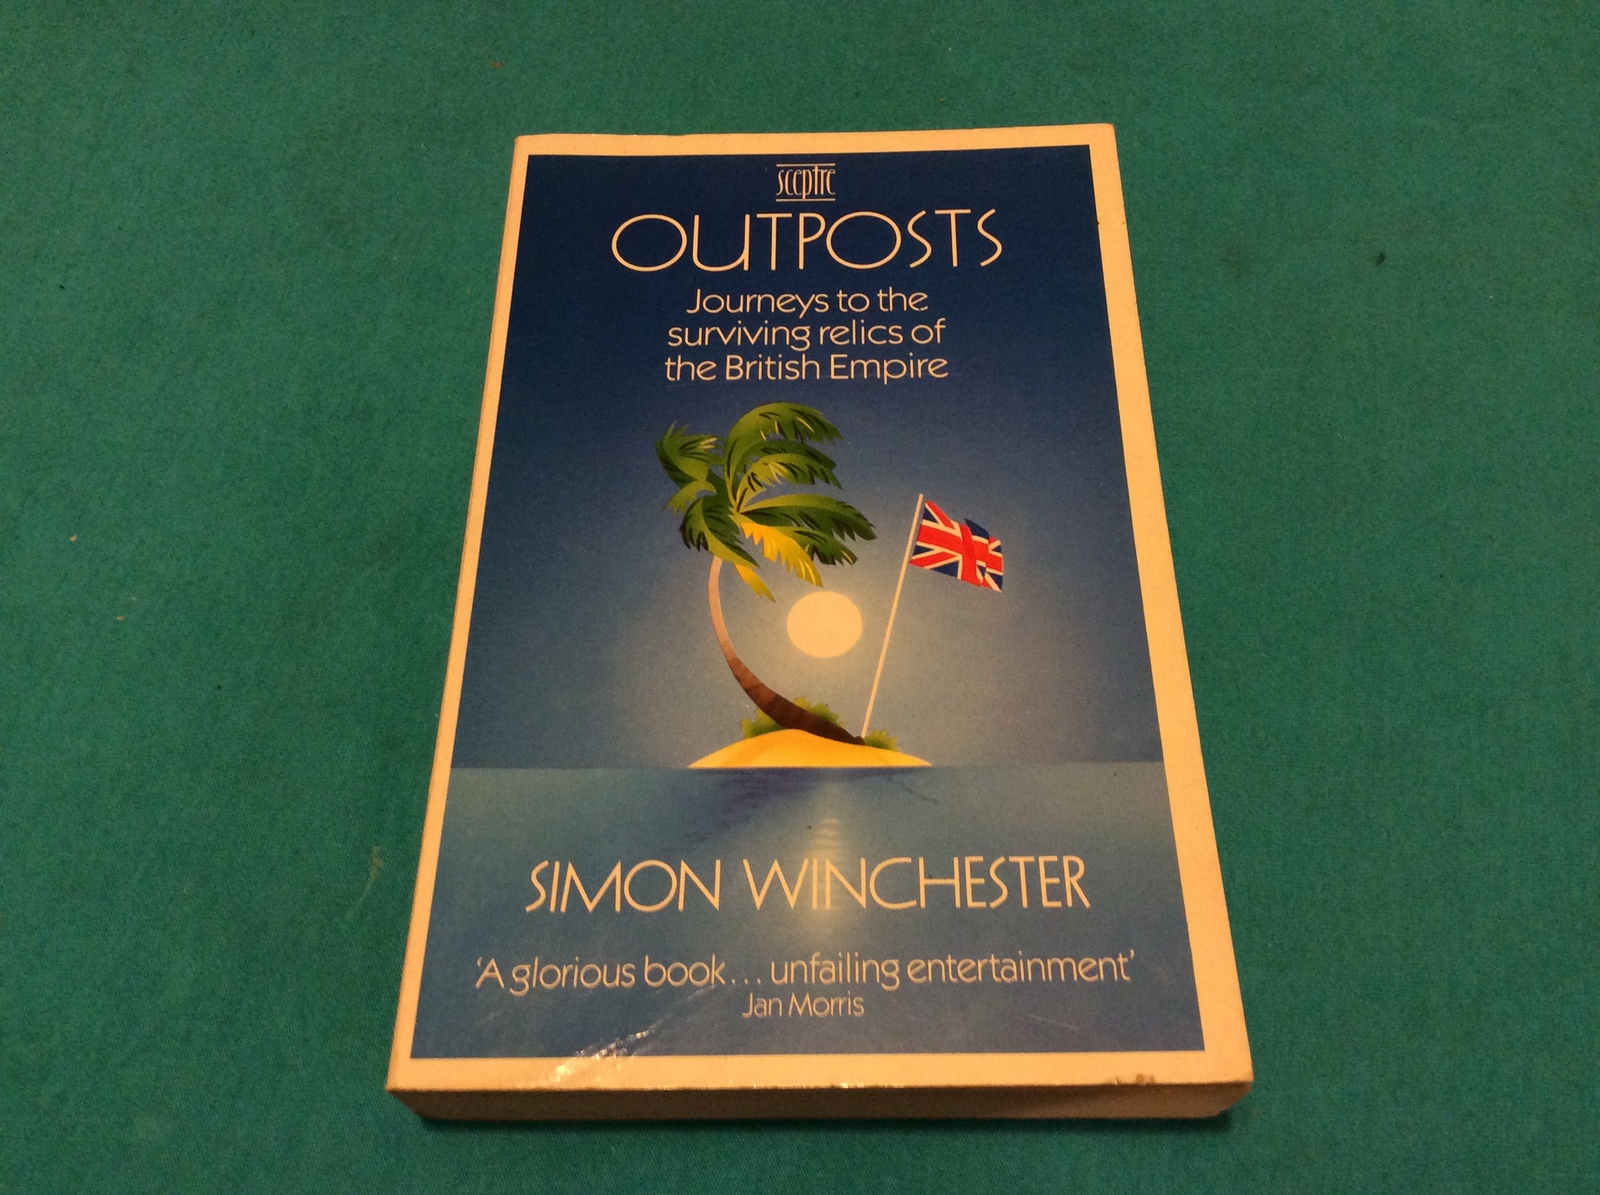 sceptre
OUTPOSTS
Journeys to the
surviving relics of
the British Empire
SIMON WINCHESTER
'A glorious book... unfailing entertainment'
Jan Morris